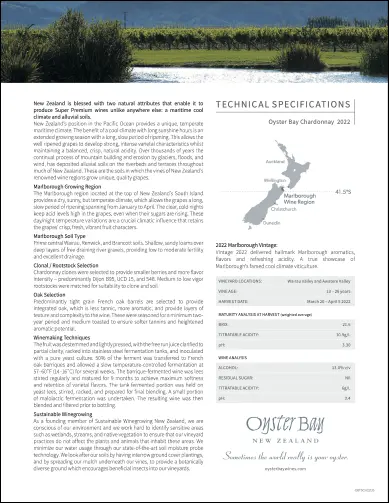 New Zealand is blessed with two natural attributes that enable it to
produce Super Premium wines unlike anywhere else: a maritime cool
climate and alluvial soils.
New Zealand's position in the Pacific Ocean provides a unique, temperate
maritime climate. The benefit of a cool climate with long sunshine hours is an
extended growing season with a long, slow period of ripening. This allows the
well ripened grapes to develop strong, intense varietal characteristics whilst
maintaining a balanced, crisp, natural acidity. Over thousands of years the
continual process of mountain building and erosion by glaciers, floods, and
wind, has deposited alluvial soils on the riverbeds and terraces throughout
much of New Zealand. These are the soils in which the vines of New Zealand's
renowned wine regions grow unique, quality grapes.
Marlborough Growing Region
The Marlborough region located at the top of New Zealand's South Island
provides a dry, sunny, but temperate climate, which allows the grapes a long,
slow period of ripening spanning from January to April. The clear, cold nights
keep acid levels high in the grapes, even when their sugars are rising. These
day/night temperature variations are a crucial climatic influence that retains
the grapes' crisp, fresh, vibrant fruit characters.
Marlborough Soil Type
Prime central Wairau, Renwick, and Brancott soils. Shallow, sandy loams over
deep layers of free draining river gravels, providing low to moderate fertility
and excellent drainage.
Clonal / Rootstock Selection
Chardonnay clones were selected to provide smaller berries and more flavor
intensity – predominantly Dijon B95, UCD 15, and 548. Medium to low vigor
rootstocks were matched for suitability to clone and soil.
Oak Selection
Predominantly tight grain French oak barrels are selected to provide
integrated oak, which is less tannic, more aromatic, and provide layers of
texture and complexity to the wine. These were seasoned for a minimum two-
year period and medium toasted to ensure softer tannins and heightened
aromatic potential.
Winemaking Techniques
The fruit was destemmed and lightly pressed, with the free run juice clarified to
partial clarity, racked into stainless steel fermentation tanks, and inoculated
with a pure yeast culture. 50% of the ferment was transferred to French
oak barriques and allowed a slow temperature-controlled fermentation at
for several weeks. The barrique fermented wine was lees
stirred regularly and matured for 5 months to achieve maximum softness
and retention of varietal flavors. The tank fermented portion was held on
yeast lees, stirred, racked, and prepared for final blending. A small portion
of malolactic fermentation was undertaken. The resulting wine was then
blended and filtered prior to bottling.
Sustainable Winegrowing
As a founding member of Sustainable Winegrowing New Zealand, we are
conscious of our environment and we work hard to identify sensitive areas
such as wetlands, streams, and native vegetation to ensure that our vineyard
practices do not affect the plants and animals that inhabit these areas. We
minimize our water usage through our state-of-the-art soil moisture probe
technology. We look after our soils by having interrow ground cover plantings,
and by spreading our mulch underneath our vines, to provide a botanically
diverse ground which encourages beneficial insects into our vineyards.
TECHNICAL SPECIFICATIONS
Oyster Bay Chardonnay 2022
Auckland
Wellington
Marlborough
Wine Region
41.5°S
Christchurch
Dunedin
2022 Marlborough Vintage:
Vintage 2022 delivered hallmark Marlborough aromatics,
flavors and refreshing acidity. A true showcase of
Marlborough's famed cool climate viticulture.
VINEYARD LOCATIONS: Wairau Valley and Awatere Valley
VINE AGE: years
HARVEST DATE: March 20 - April 9 2022
MATURITY ANALYSIS AT HARVEST (weighted average)
BRIX:
TITRATABLE ACIDITY:
pH:
WINE ANALYSIS
ALCOHOL:
RESIDUAL SUGAR:
TITRATABLE ACIDITY:
pH:
Oyster Bay
NEW ZEALAND
Sometimes the world really is your oyster.
oysterbaywines.com